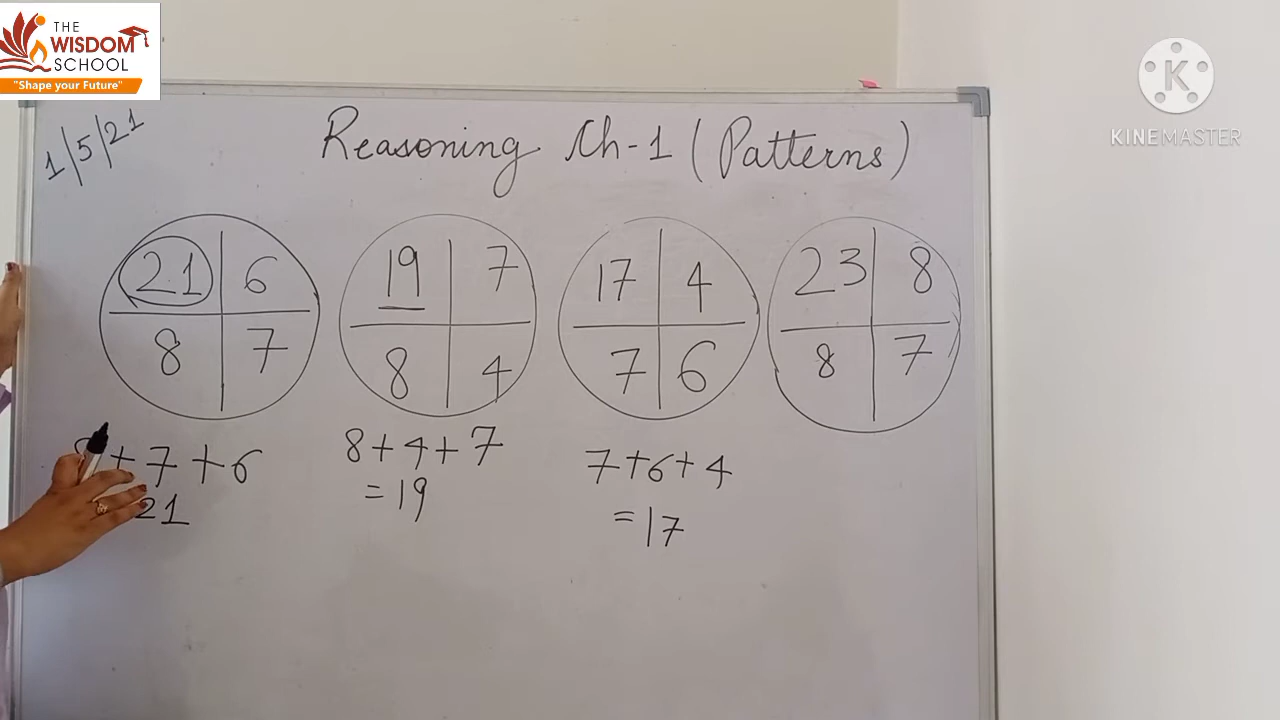 THE
WISDOM
SCHOOL
"Shape your Future"
KINEMASTER
1/5/21
Reasoning Ch-1 (Patterns)
21 6
8 7
19 7
8 4
17 4
7 6
23 8
8 7
+7+6
21
8+4+7
=19
7+6+4
=17